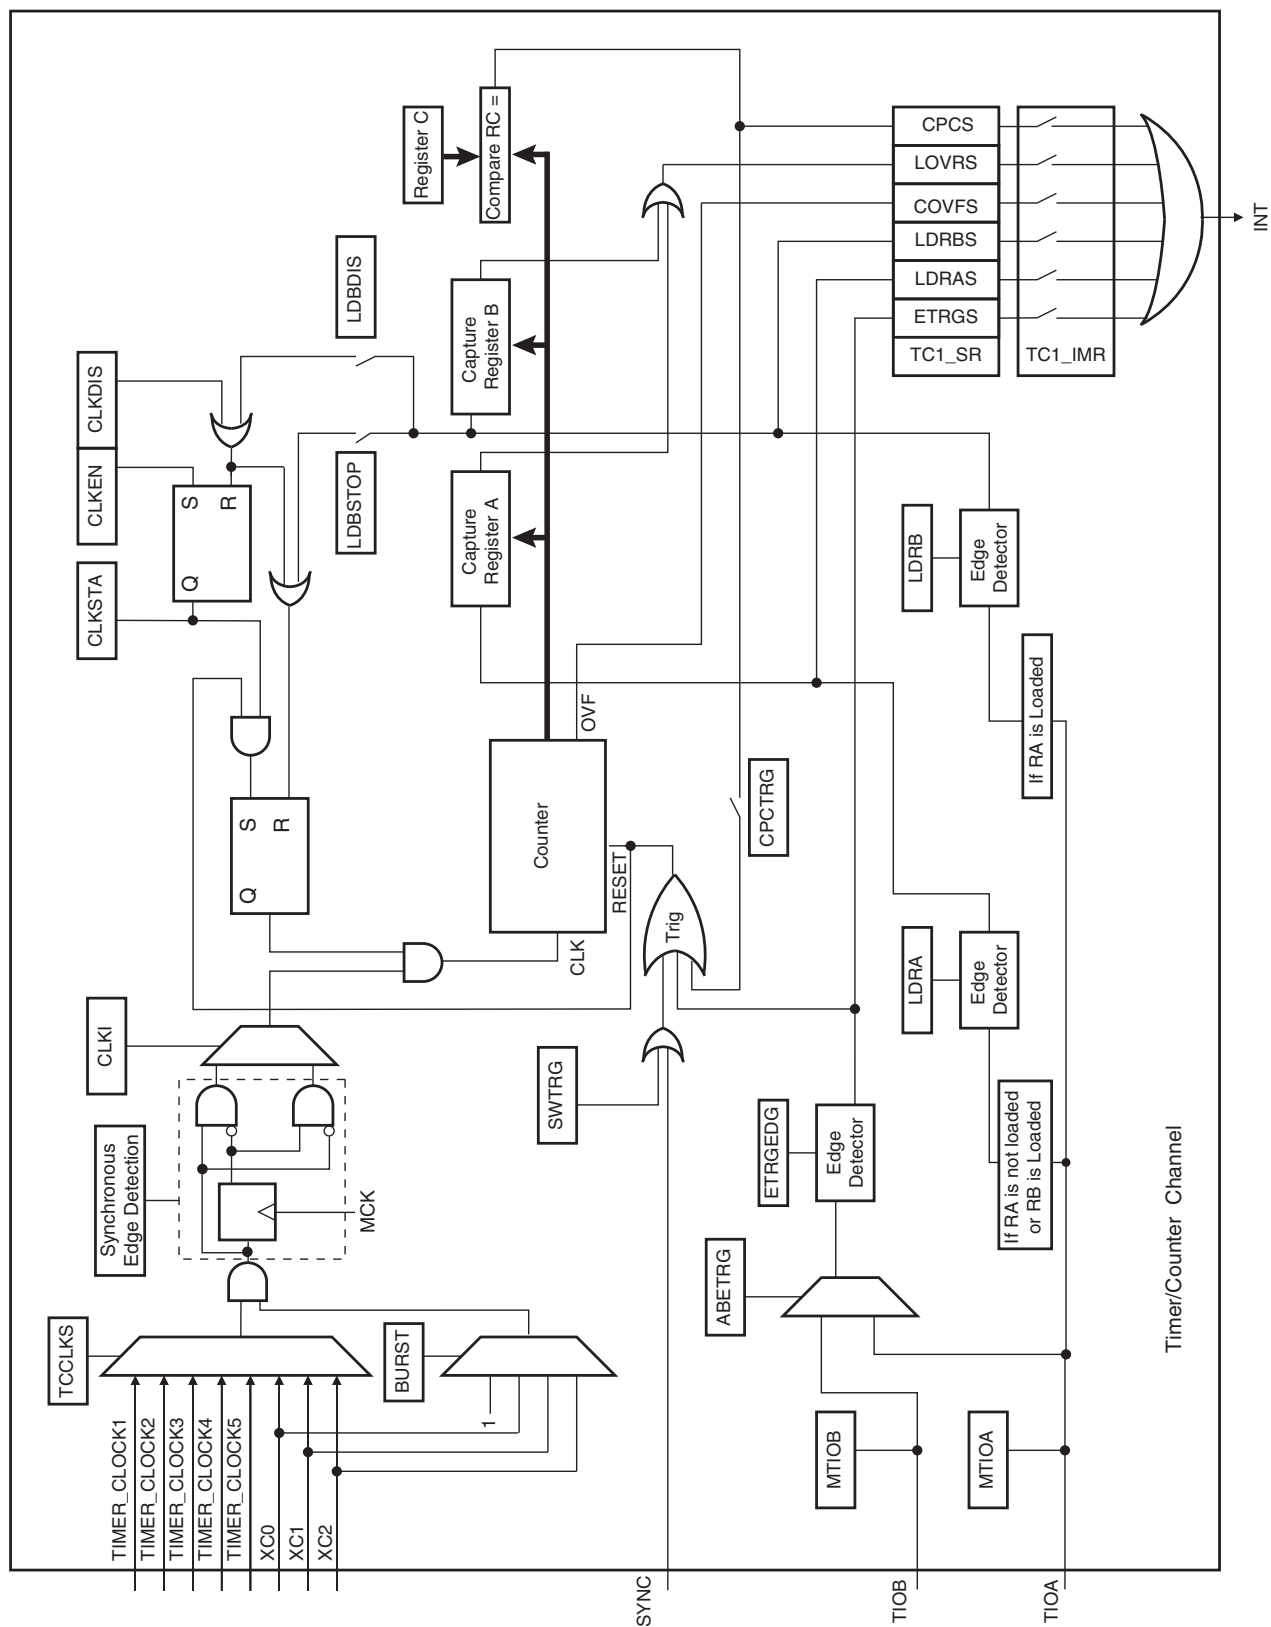 TCCLKS
TIMER_CLOCK1
TIMER_CLOCK2
TIMER_CLOCK3
TIMER_CLOCK4
TIMER_CLOCK5
XC0
XC1
XC2
Synchronous
Edge Detection
CLKI
BURST
1
MCK
CLKSTA
CLKEN
CLKDIS
Q
S
R
Q
S
R
LDBSTOP
LDBDIS
Register C
Capture
Register A
Capture
Register B
Compare RC =
Counter
CLK
OVF
RESET
SWTRG
Trig
CPCTRG
SYNC
ABETRG
ETRGEDG
Edge
Detector
MTIOB
TIOB
MTIOA
TIOA
LDRA
Edge
Detector
If RA is not loaded
or RB is Loaded
LDRB
Edge
Detector
If RA is Loaded
CPCS
LOVRS
COVFS
LDRBS
LDRAS
ETRGS
TC1_SR
TC1_IMR
INT
Timer/Counter Channel